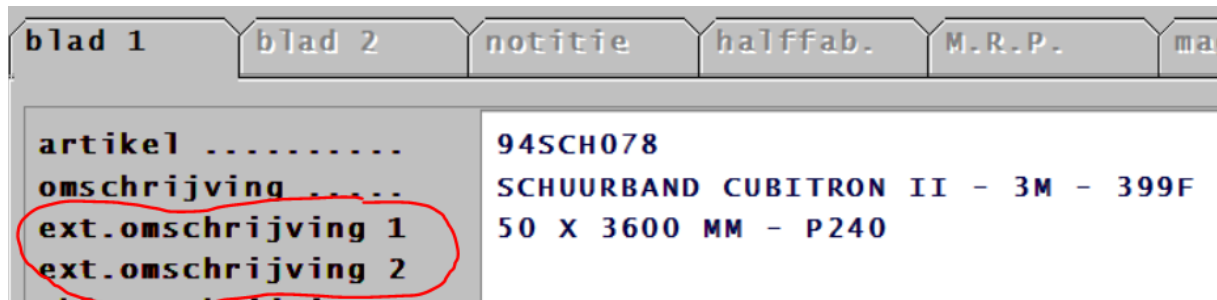 blad 1 blad 2 notitie halffab. M.R.P. ma
artikel .......... 94SCH078
omschrijving ..... SCHUURBAND CUBITRON II - 3M - 399F
ext.omschrijving 1 50 X 3600 MM - P240
ext.omschrijving 2